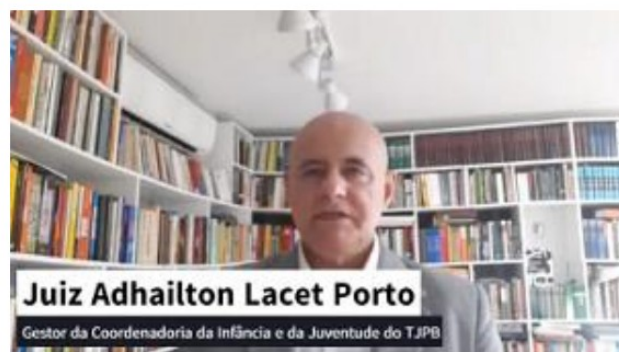 Juiz Adhailton Lacet Porto
Gestor da Coordenadoria da Infância e da Juventude do TJPB